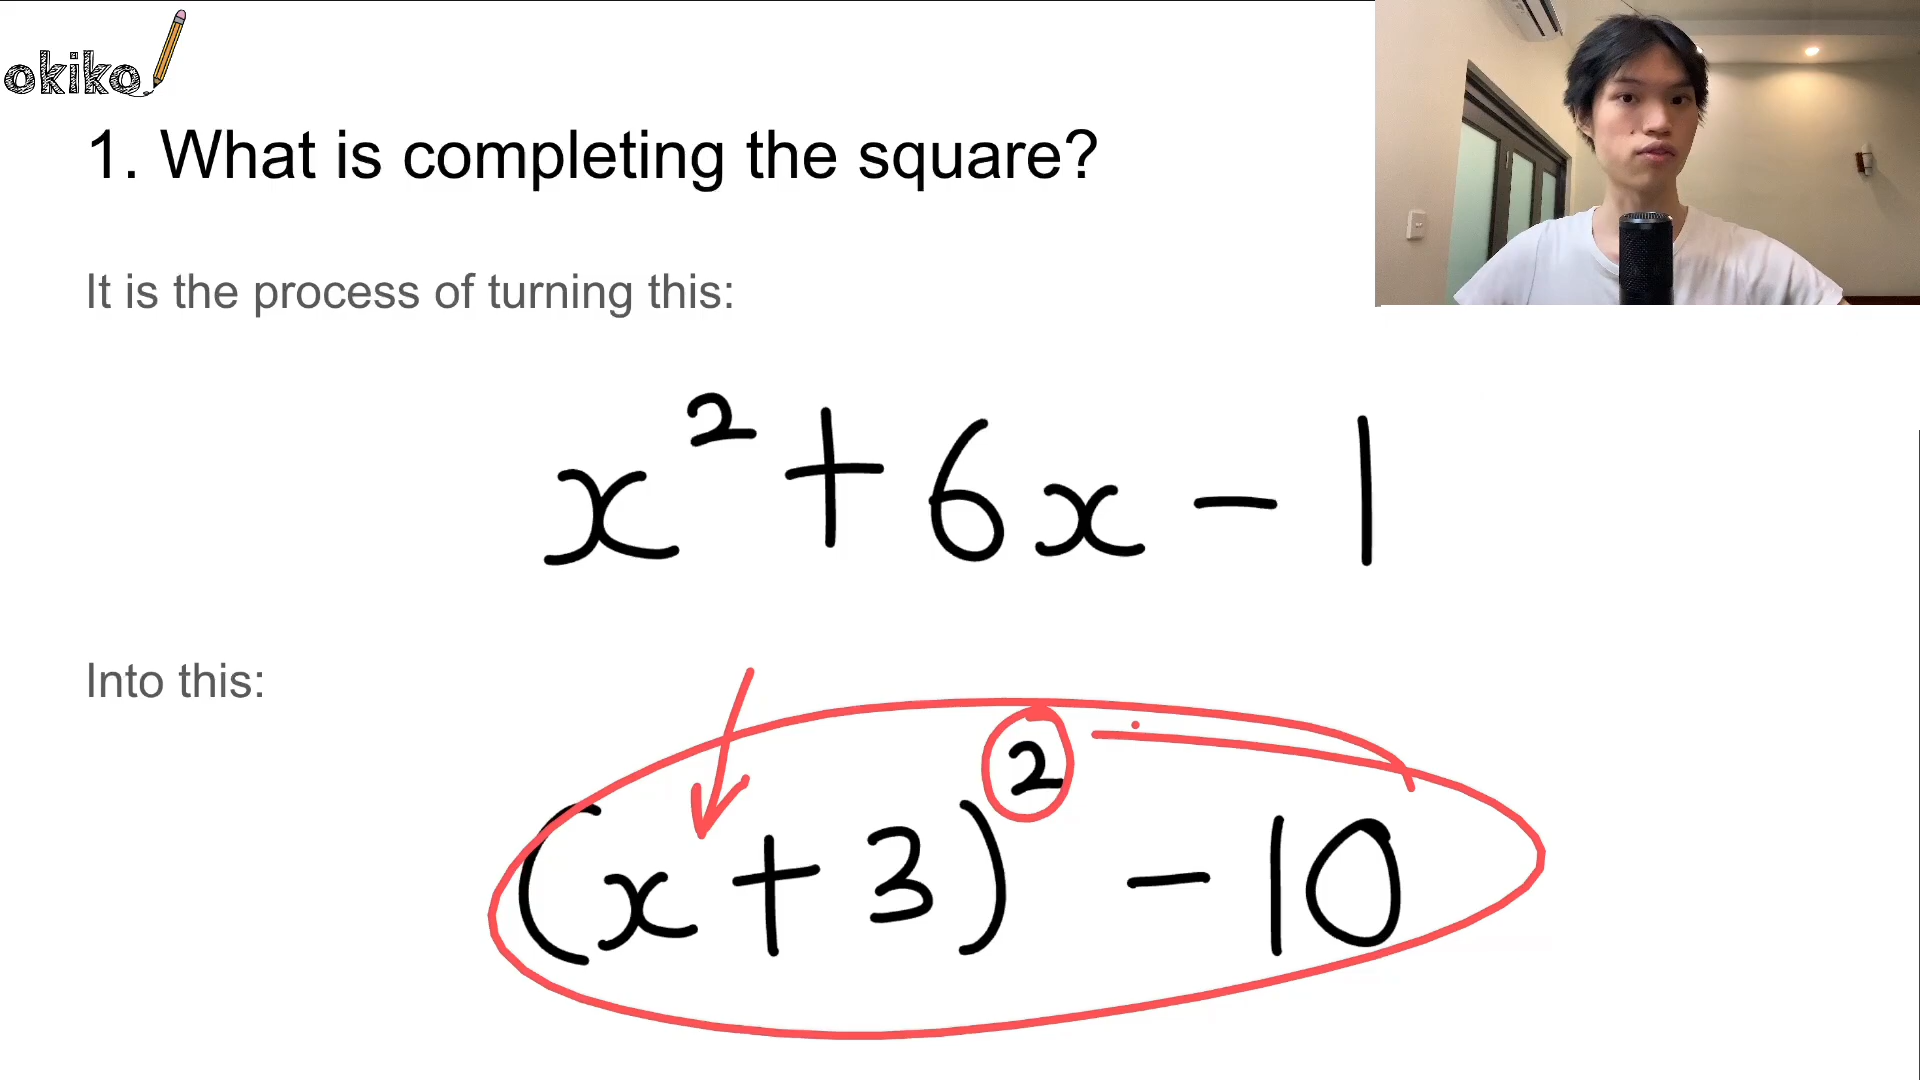 okiko
1. What is completing the square?
It is the process of turning this:
x² + 6x - 1
Into this:
(x + 3)² - 10